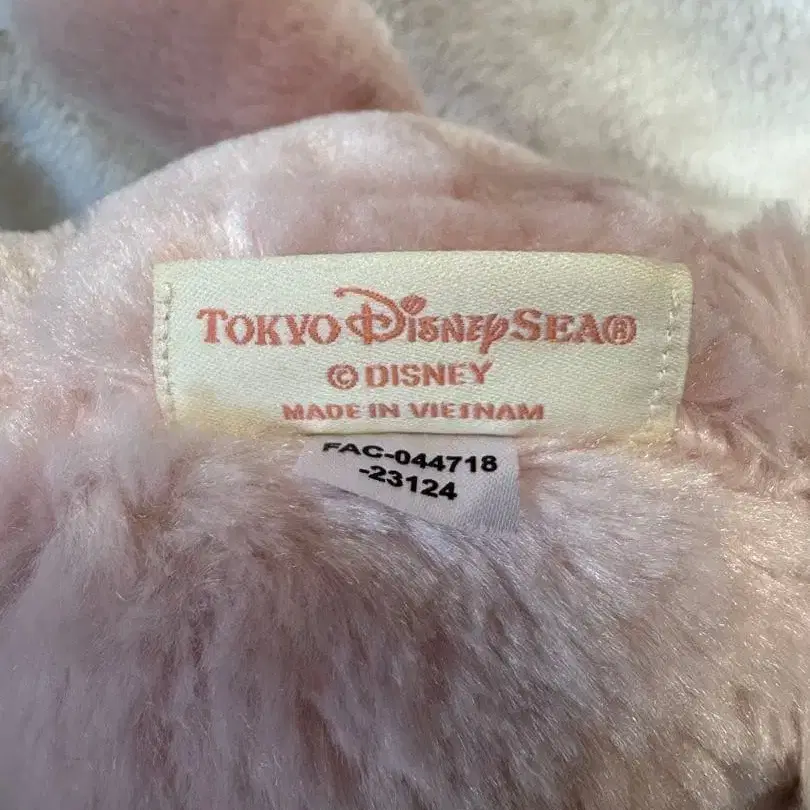 TOKYO DISNEYSEA®
© DISNEY
MADE IN VIETNAM
FAC-044718
-23124